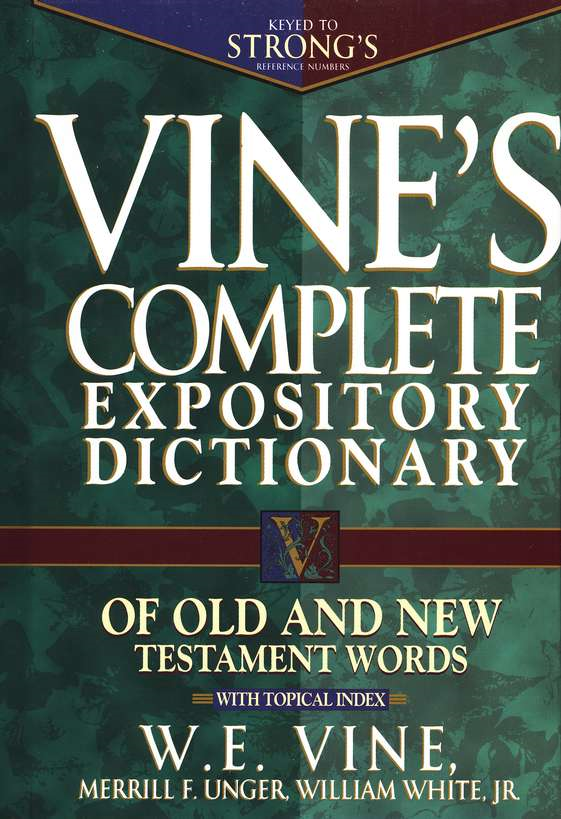 KEYED TO
STRONG'S
REFERENCE NUMBERS
VINE'S
COMPLETE
EXPOSITORY
DICTIONARY
V
OF OLD AND NEW
TESTAMENT WORDS
WITH TOPICAL INDEX
W.E. VINE,
MERRILL F. UNGER, WILLIAM WHITE, JR.